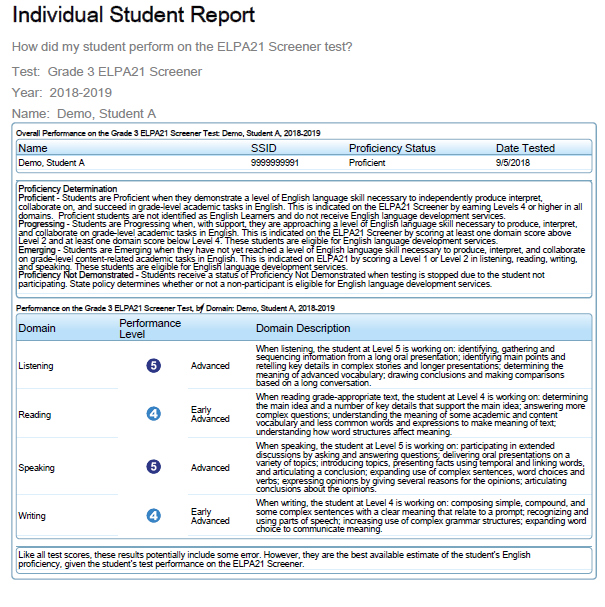 Individual Student Report
How did my student perform on the ELPA21 Screener test?
Test: Grade 3 ELPA21 Screener
Year: 2018-2019
Name: Demo, Student A
Overall Performance on the Grade 3 ELPA21 Screener Test: Demo, Student A, 2018-2019
Name SSID Proficiency Status Date Tested
Demo, Student A 9999999991 Proficient 9/5/2018
Proficiency Determination
Proficient - Students are Proficient when they demonstrate a level of English language skill necessary to independently produce interpret,
collaborate on, and succeed in grade-level academic tasks in English. This is indicated on the ELPA21 Screener by earning Levels 4 or higher in all
domains. Proficient students are not identified as English Learners and do not receive English language development services.
Progressing - Students are Progressing when, with support, they are approaching a level of English language skill necessary to produce, interpret,
and collaborate on grade-level academic tasks in English. This is indicated on the ELPA21 Screener by scoring at least one domain score above
Level 2 and at least one domain score below Level 4. These students are eligible for English language development services.
Emerging - Students are Emerging when they have not yet reached a level of English language skill necessary to produce, interpret, and collaborate
on grade-level content-related academic tasks in English. This is indicated on ELPA21 by scoring a Level 1 or Level 2 in listening, reading, writing,
and speaking. These students are eligible for English language development services.
Proficiency Not Demonstrated - Students receive a status of Proficiency Not Demonstrated when testing is stopped due to the student not
participating. State policy determines whether or not a non-participant is eligible for English language development services.
Performance on the Grade 3 ELPA21 Screener Test, by Domain: Demo, Student A, 2018-2019
Domain Performance Level Domain Description
Listening 5 Advanced
When listening, the student at Level 5 is working on: identifying, gathering and
sequencing information from a long oral presentation; identifying main points and
retelling key details in complex stories and longer presentations; determining the
meaning of advanced vocabulary; drawing conclusions and making comparisons
based on a long conversation.
Reading 4 Early Advanced
When reading grade-appropriate text, the student at Level 4 is working on: determining
the main idea and a number of key details that support the main idea; answering more
complex questions; understanding the meaning of some academic and content
vocabulary and less common words and expressions to make meaning of text;
understanding how word structures affect meaning.
Speaking 5 Advanced
When speaking, the student at Level 5 is working on: participating in extended
discussions by asking and answering questions; delivering oral presentations on a
variety of topics; introducing topics, presenting facts using temporal and linking words,
and articulating a conclusion; expanding use of complex sentences, word choices and
verbs; expressing opinions by giving several reasons for the opinions; articulating
conclusions about the opinions.
Writing 4 Early Advanced
When writing, the student at Level 4 is working on: composing simple, compound, and
some complex sentences with a clear meaning that relate to a prompt; recognizing and
using parts of speech; increasing use of complex grammar structures; expanding word
choice to communicate meaning.
Like all test scores, these results potentially include some error. However, they are the best available estimate of the student's English
proficiency, given the student's test performance on the ELPA21 Screener.